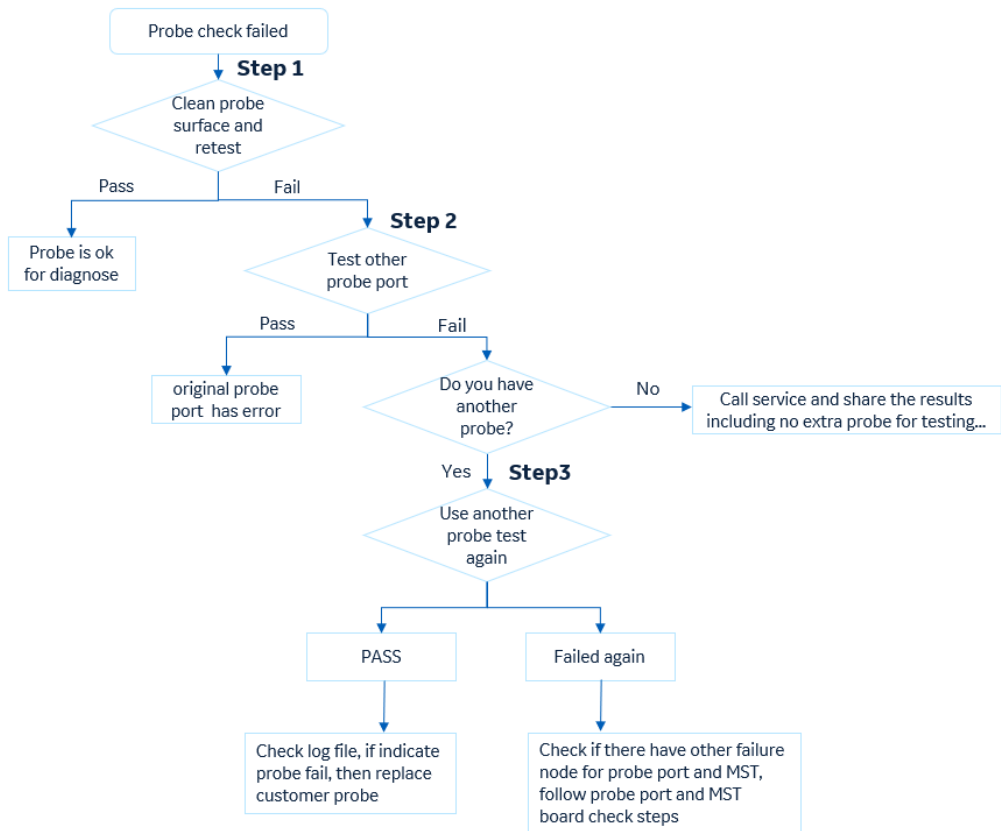 Probe check failed
Step 1
Clean probe
surface and
retest
Pass
Fail
Step 2
Probe is ok
for diagnose
Test other
probe port
Pass
Fail
original probe
port has error
Do you have
another
probe?
No
Call service and share the results
including no extra probe for testing...
Yes
Step3
Use another
probe test
again
PASS
Failed again
Check log file, if indicate
probe fail, then replace
customer probe
Check if there have other failure
node for probe port and MST,
follow probe port and MST
board check steps